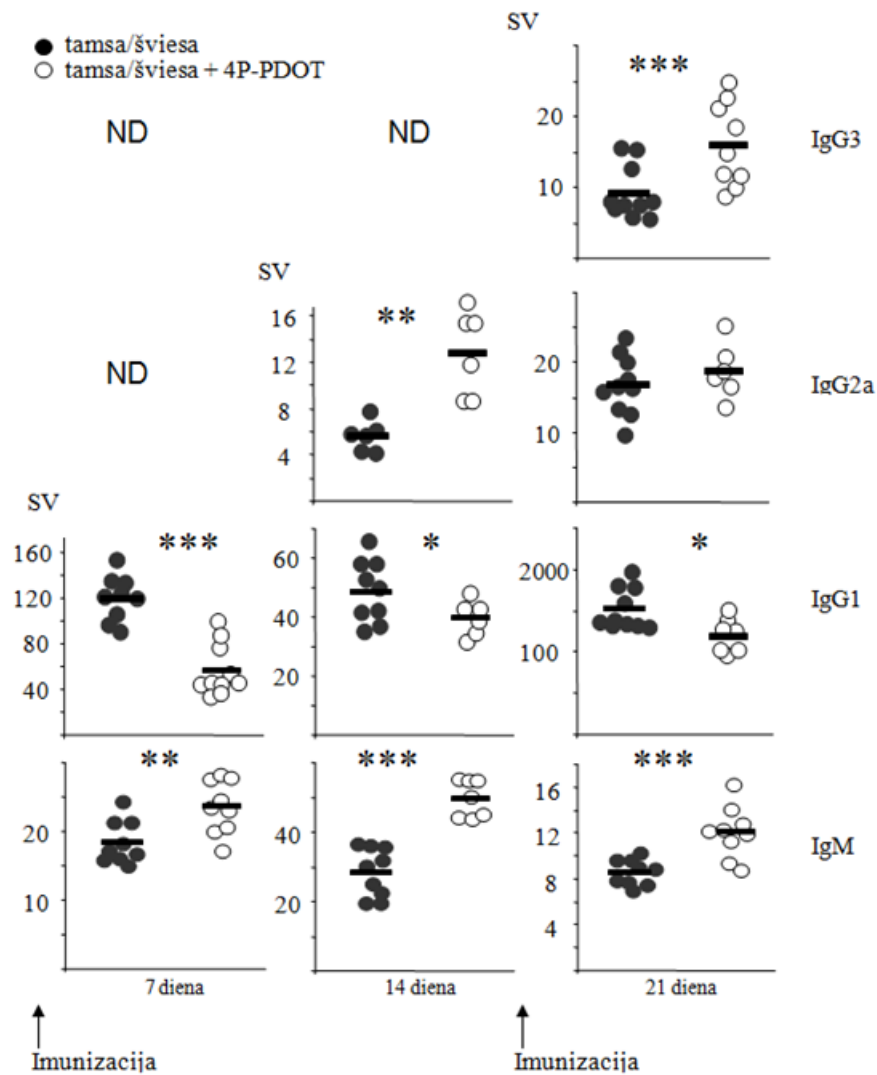 SV
● tamsa/šviesa
○ tamsa/šviesa + 4P-PDOT
ND
ND
***
20
10
IgG3
SV
ND
16
12
8
4
**
20
10
IgG2a
SV
160
120
80
40
***
60
40
20
*
2000
100
*
IgG1
20
10
**
40
20
***
16
12
8
4
***
IgM
7 diena
14 diena
21 diena
Imunizacija
Imunizacija